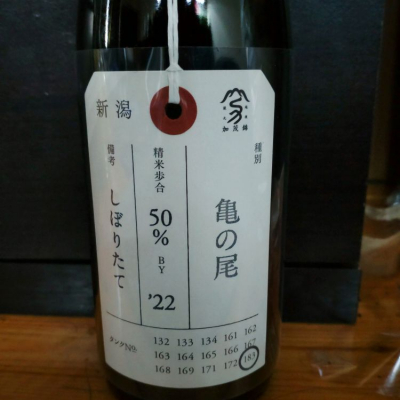 加茂錦
種別
亀の尾
精米歩合
50%
BY
'22
新潟
備考
しぼりたて
タンクNo.
132 133 134 161 162
163 164 165 166 167
168 169 171 172 183